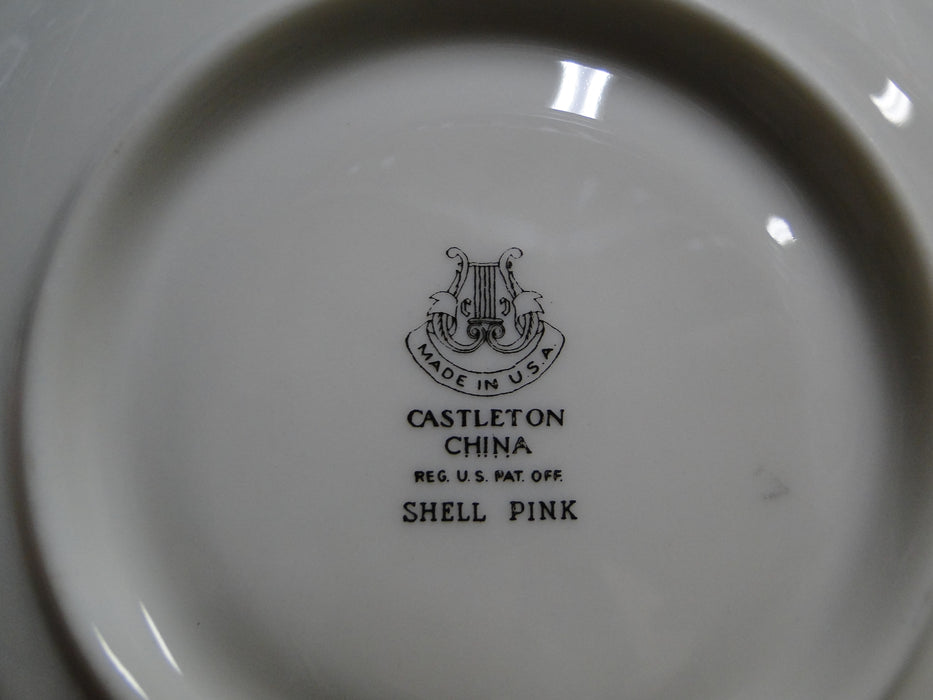 MADE IN U.S.A.
CASTLETON
CHINA
REG. U.S. PAT. OFF.
SHELL PINK